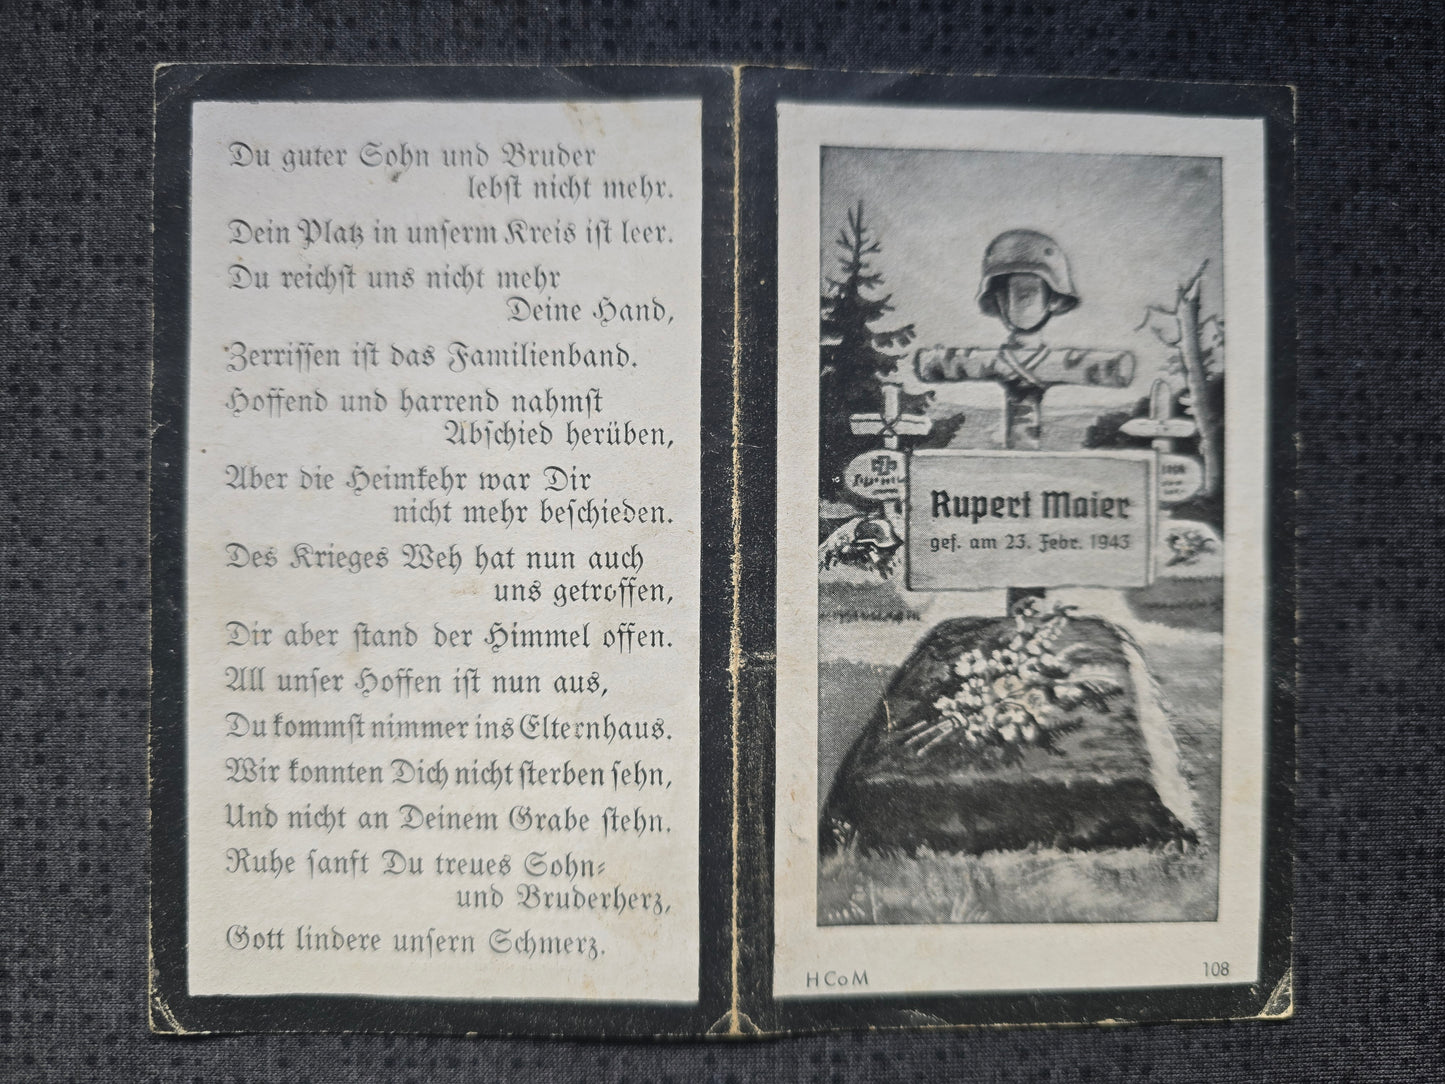 Du guter Sohn und Bruder
lebst nicht mehr.
Dein Platz in unserm Kreis ist leer.
Du reichst uns nicht mehr
Deine Hand,
Zerrissen ist das Familienband.
Hoffend und harrend nahmst
Abschied herüben,
Aber die Heimkehr war Dir
nicht mehr beschieden.
Des Krieges Weh hat nun auch
uns getroffen,
Dir aber stand der Himmel offen.
All unser Hoffen ist nun aus,
Du kommst nimmer ins Elternhaus.
Wir konnten Dich nicht sterben sehn,
Und nicht an Deinem Grabe stehn.
Ruhe sanft Du treues Sohn-
und Bruderherz,
Gott lindere unsern Schmerz.
Rupert Maier
gef. am 23. Febr. 1943
H Co M
108